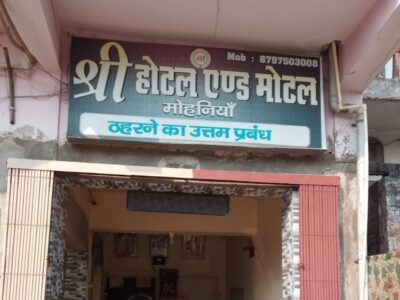 Mob : 8797503008
श्री होटल एण्ड मोटल
मोहनियाँ
ठहरने का उत्तम प्रबंध